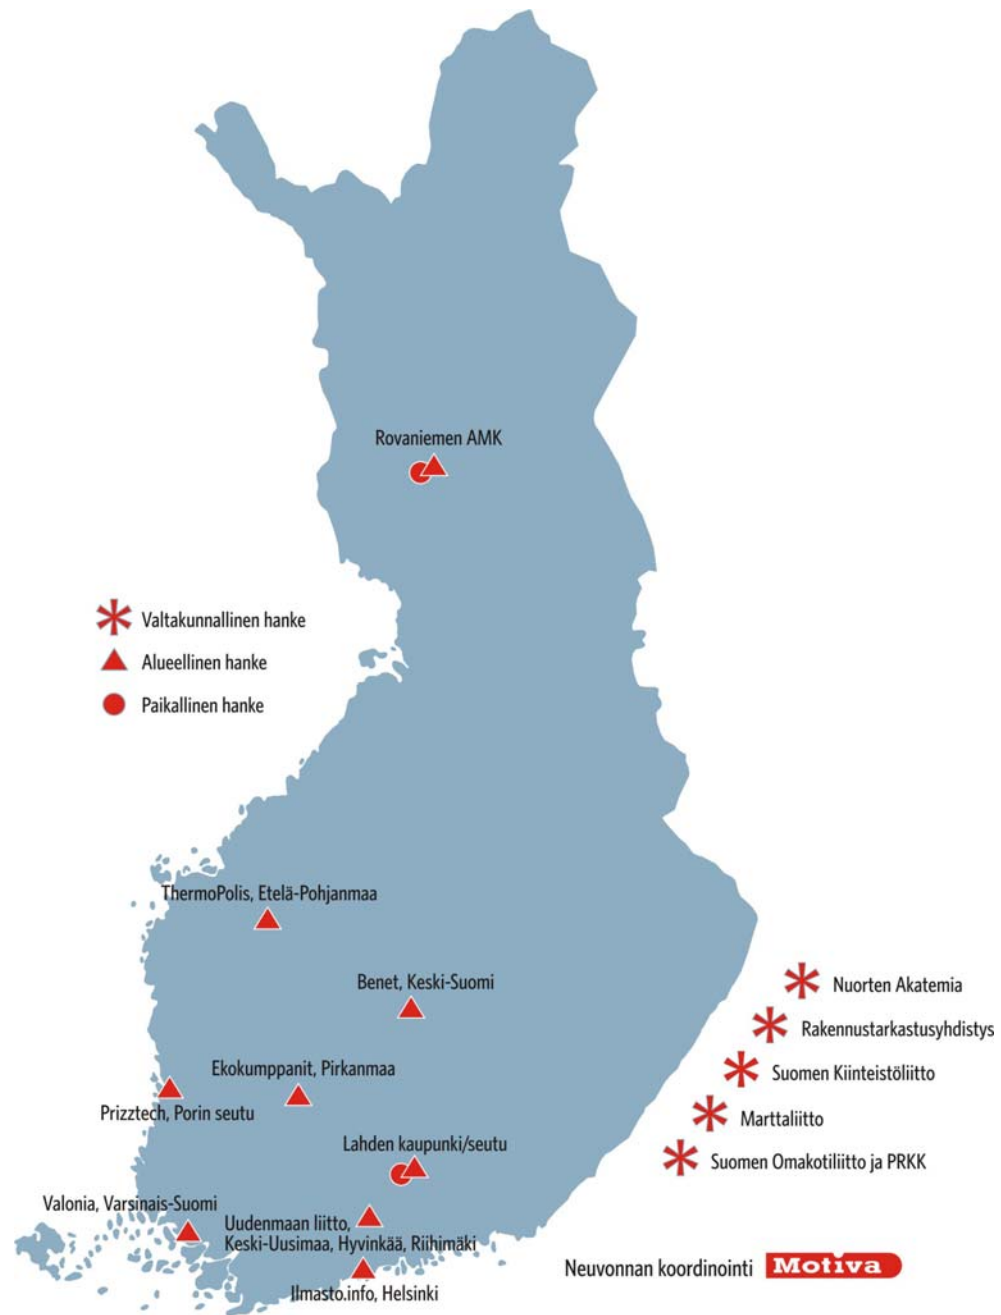 Rovaniemen AMK
Valtakunnallinen hanke
Alueellinen hanke
Paikallinen hanke
ThermoPolis, Etelä-Pohjanmaa
Benet, Keski-Suomi
Nuorten Akatemia
Rakennustarkastusyhdistys
Ekokumppanit, Pirkanmaa
Suomen Kiinteistöliitto
Prizztech, Porin seutu
Marttaliitto
Lahden kaupunki/seutu
Suomen Omakotiliitto ja PRKK
Valonia, Varsinais-Suomi
Uudenmaan liitto,
Keski-Uusimaa, Hyvinkää, Riihimäki
Ilmasto.info, Helsinki
Neuvonnan koordinointi Motiva